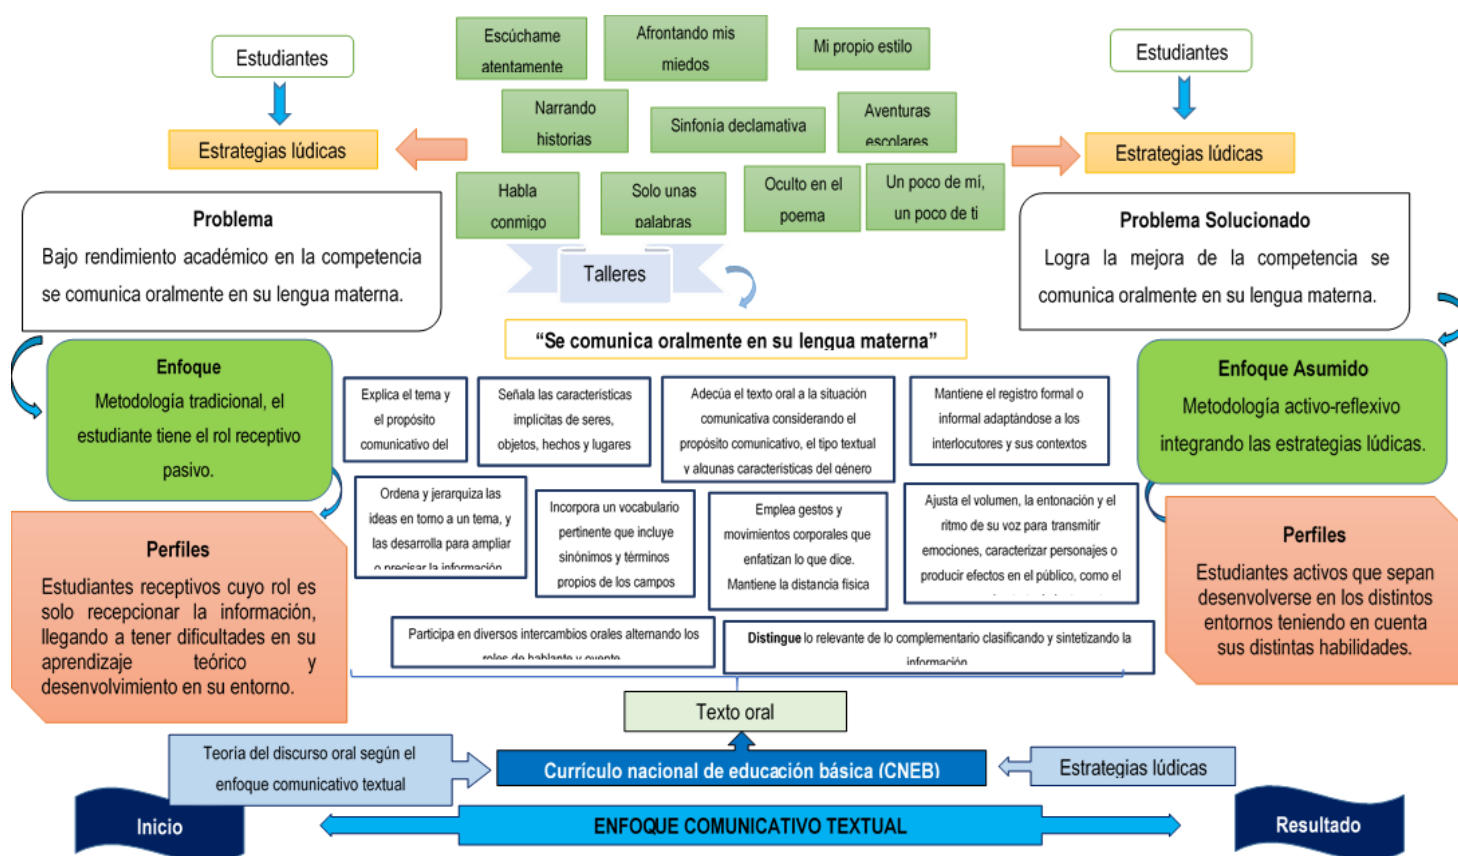 Estudiantes
Estrategias lúdicas
Problema
Bajo rendimiento académico en la competencia
se comunica oralmente en su lengua materna.
Enfoque
Metodología tradicional, el
estudiante tiene el rol receptivo
pasivo.
Perfiles
Estudiantes receptivos cuyo rol es
solo recepcionar la información,
llegando a tener dificultades en su
aprendizaje teórico y
desenvolvimiento en su entorno.
Escúchame
atentamente
Afrontando mis
miedos
Mi propio estilo
Narrando
historias
Sinfonía declamativa
Aventuras
escolares
Habla
conmigo
Solo unas
palabras
Oculto en el
poema
Un poco de mí,
un poco de ti
Talleres
“Se comunica oralmente en su lengua materna”
Explica el tema y
el propósito
comunicativo del
Señala las características
implícitas de seres,
objetos, hechos y lugares
Adecúa el texto oral a la situación
comunicativa considerando el
propósito comunicativo, el tipo textual
y algunas características del género
Mantiene el registro formal o
informal adaptándose a los
interlocutores y sus contextos
Ordena y jerarquiza las
ideas en torno a un tema, y
las desarrolla para ampliar
o precisar la información
Incorpora un vocabulario
pertinente que incluye
sinónimos y términos
propios de los campos
Emplea gestos y
movimientos corporales que
enfatizan lo que dice.
Mantiene la distancia física
Ajusta el volumen, la entonación y el
ritmo de su voz para transmitir
emociones, caracterizar personajes o
producir efectos en el público, como el
Participa en diversos intercambios orales alternando los
roles de hablante y oyente
Distingue lo relevante de lo complementario clasificando y sintetizando la
información
Texto oral
Teoría del discurso oral según el
enfoque comunicativo textual
Currículo nacional de educación básica (CNEB)
Estrategias lúdicas
Inicio
ENFOQUE COMUNICATIVO TEXTUAL
Resultado
Estudiantes
Estrategias lúdicas
Problema Solucionado
Logra la mejora de la competencia se
comunica oralmente en su lengua materna.
Enfoque Asumido
Metodología activo-reflexivo
integrando las estrategias lúdicas.
Perfiles
Estudiantes activos que sepan
desenvolverse en los distintos
entornos teniendo en cuenta
sus distintas habilidades.